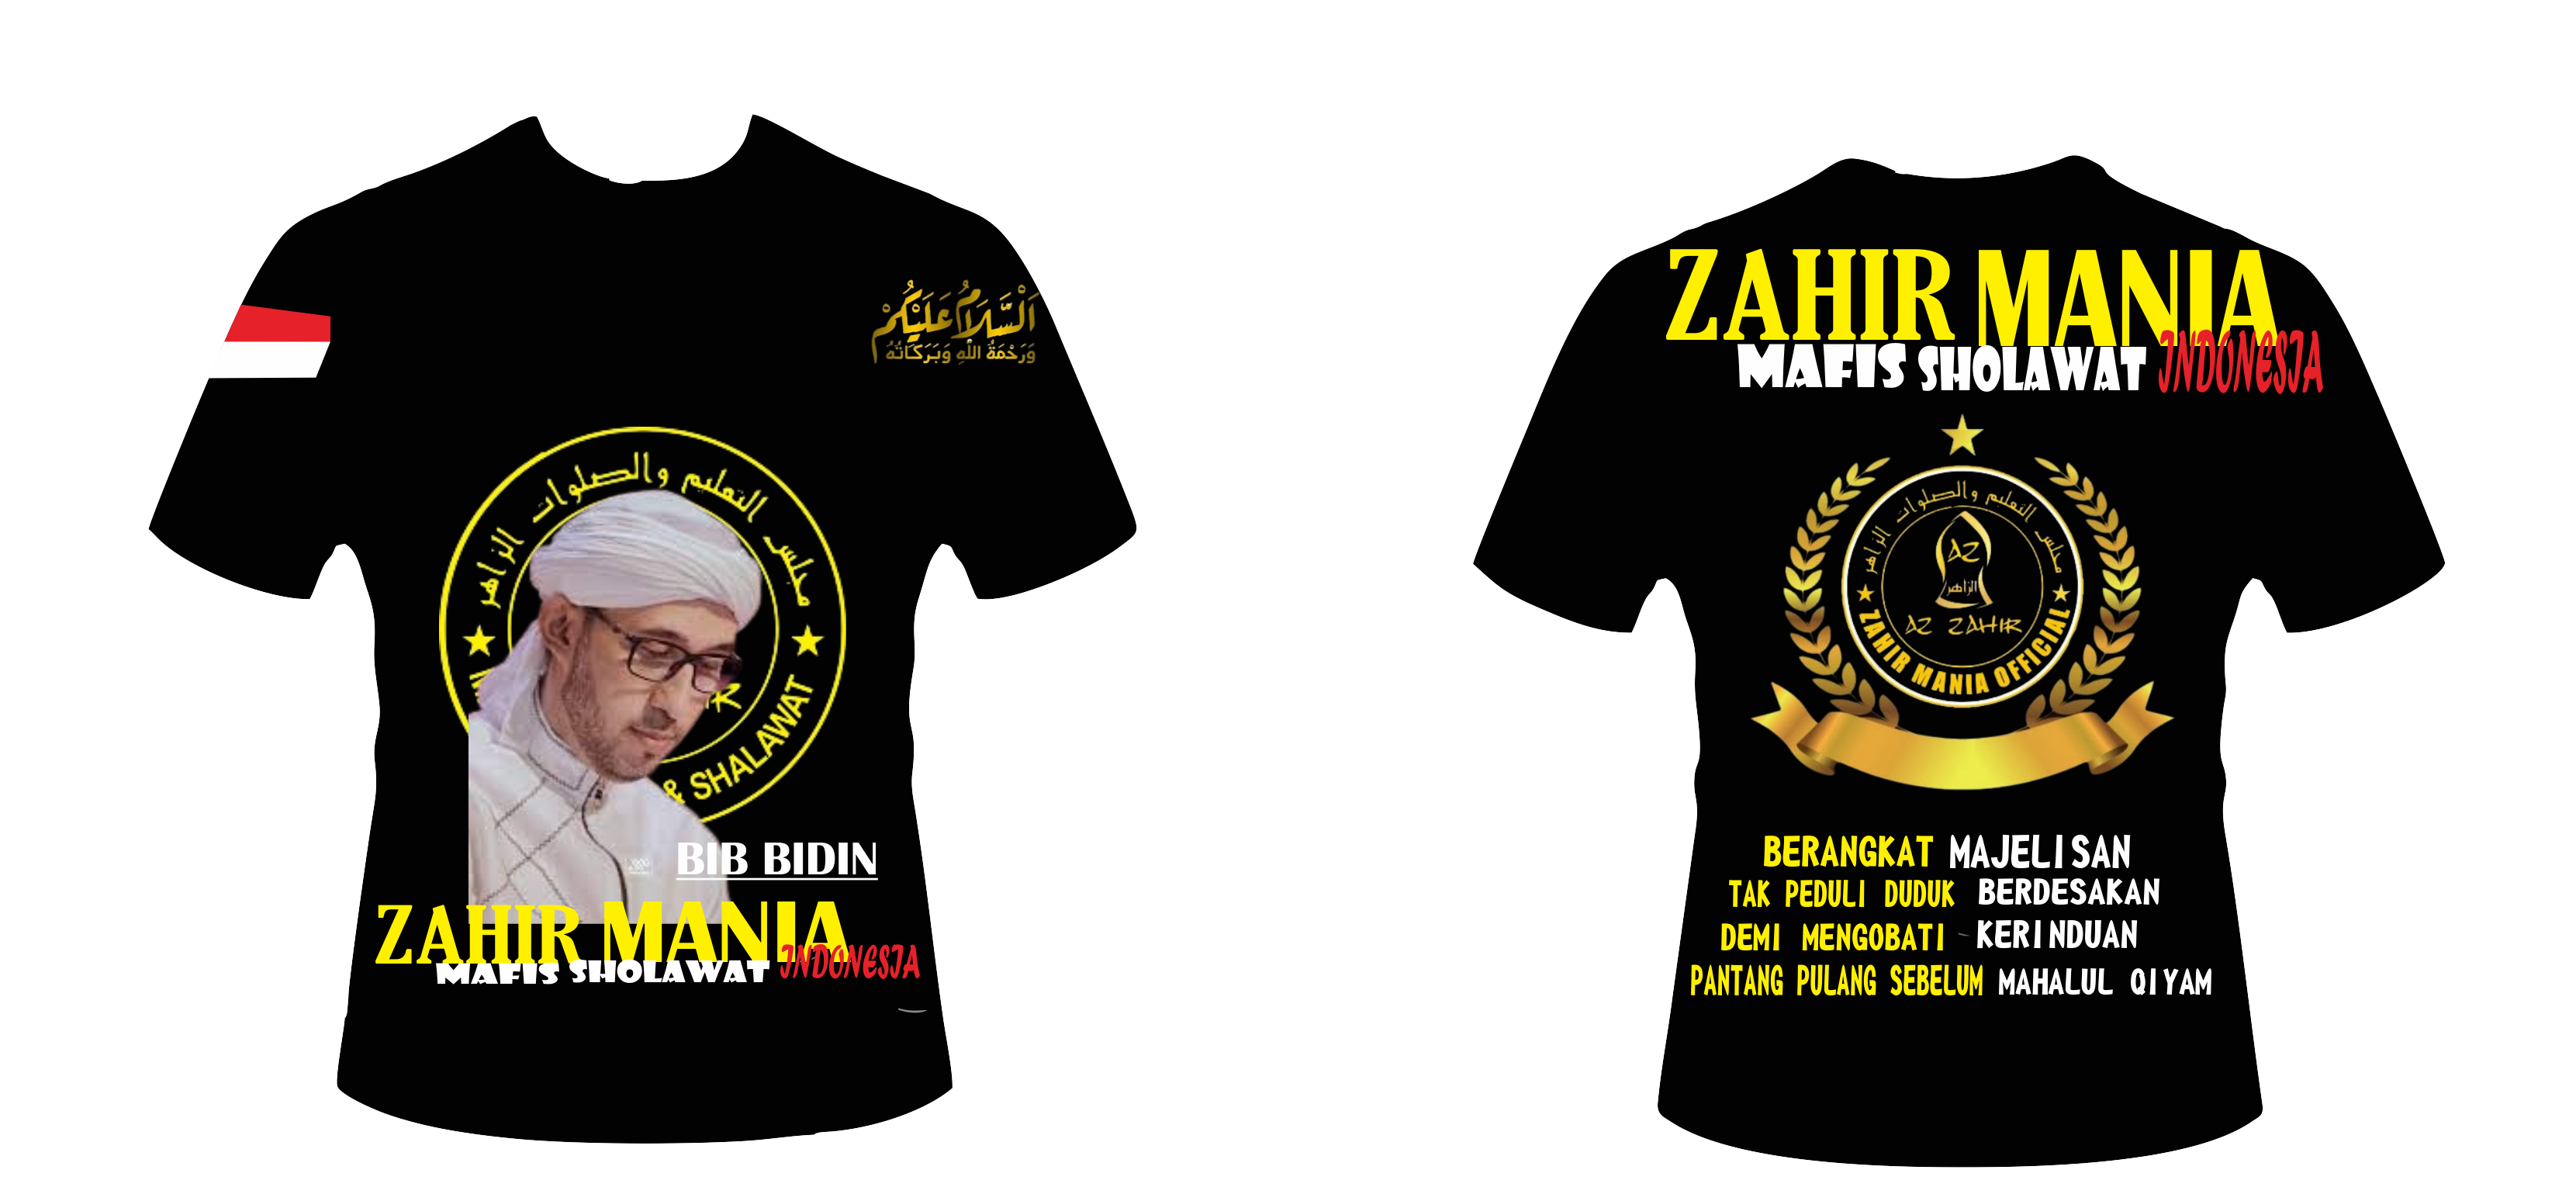 اَلسَّلَامُ عَلَيْكُمْ
وَرَحْمَةُ اللهِ وَبَرَكَاتُهُ
مجلس التعليم والصلوات الزاهر
& SHALAWAT
BIB BIDIN
ZAHIR MANIA
MAFIS SHOLAWAT INDONESIA
ZAHIR MANIA
MAFIS SHOLAWAT INDONESIA
مجلس التعليم والصلوات الزاهر
AZ
الزاهر
AZ ZAHIR
ZAHIR MANIA OFFICIAL
BERANGKAT MAJELISAN
TAK PEDULI DUDUK BERDESAKAN
DEMI MENGOBATI KERINDUAN
PANTANG PULANG SEBELUM MAHALUL QIYAM